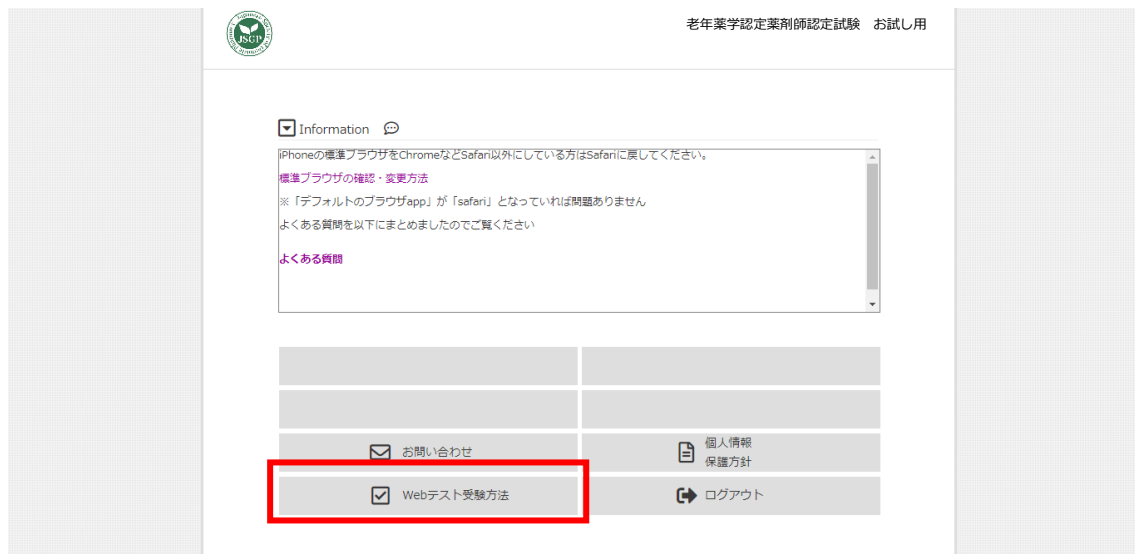 JSGP
老年薬学認定薬剤師認定試験　お試し用
Information
iPhoneの標準ブラウザをChromeなどSafari以外にしている方はSafariに戻してください。
標準ブラウザの確認・変更方法
※「デフォルトのブラウザapp」が「safari」となっていれば問題ありません
よくある質問を以下にまとめましたのでご覧ください
よくある質問
お問い合わせ
個人情報
保護方針
Webテスト受験方法
ログアウト